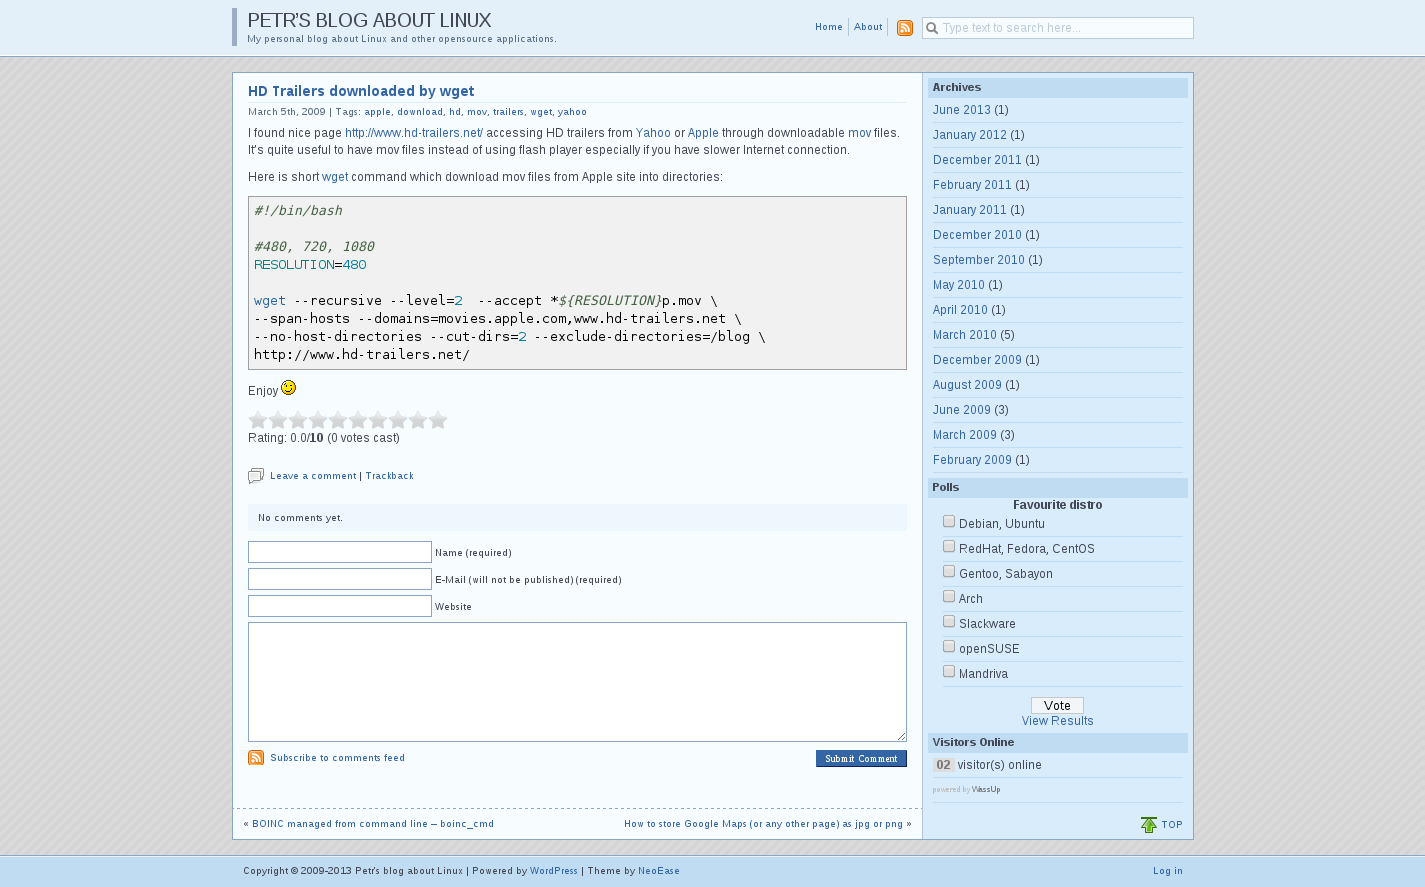 PETR'S BLOG ABOUT LINUX
My personal blog about Linux and other opensource applications.
Home
About
Type text to search here...
HD Trailers downloaded by wget
March 5th, 2009 | Tags: apple, download, hd, mov, trailers, wget, yahoo
I found nice page http://www.hd-trailers.net/ accessing HD trailers from Yahoo or Apple through downloadable mov files.
It's quite useful to have mov files instead of using flash player especially if you have slower Internet connection.
Here is short wget command which download mov files from Apple site into directories:
#!/bin/bash
#480, 720, 1080
RESOLUTION=480
wget --recursive --level=2  --accept *${RESOLUTION}p.mov \
--span-hosts --domains=movies.apple.com,www.hd-trailers.net \
--no-host-directories --cut-dirs=2 --exclude-directories=/blog \
http://www.hd-trailers.net/
Enjoy
Rating: 0.0/10 (0 votes cast)
Leave a comment | Trackback
No comments yet.
Name (required)
E-Mail (will not be published) (required)
Website
Subscribe to comments feed
Submit Comment
« BOINC managed from command line – boinc_cmd
How to store Google Maps (or any other page) as jpg or png »
Archives
June 2013 (1)
January 2012 (1)
December 2011 (1)
February 2011 (1)
January 2011 (1)
December 2010 (1)
September 2010 (1)
May 2010 (1)
April 2010 (1)
March 2010 (5)
December 2009 (1)
August 2009 (1)
June 2009 (3)
March 2009 (3)
February 2009 (1)
Polls
Favourite distro
Debian, Ubuntu
RedHat, Fedora, CentOS
Gentoo, Sabayon
Arch
Slackware
openSUSE
Mandriva
Vote
View Results
Visitors Online
02 visitor(s) online
powered by WassUp
TOP
Copyright © 2009-2013 Petr's blog about Linux | Powered by WordPress | Theme by NeoEase
Log in